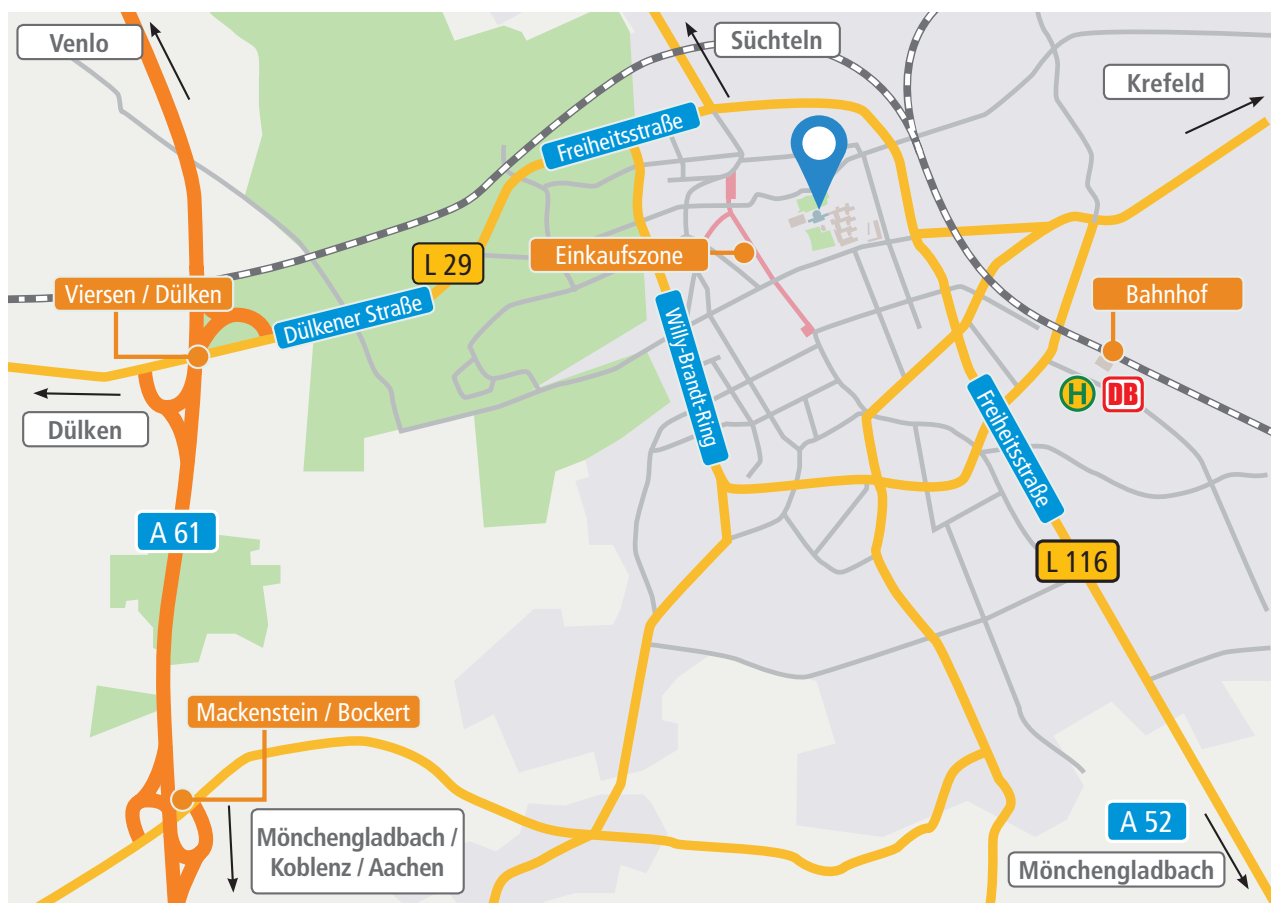 Venlo
Süchteln
Krefeld
Freiheitsstraße
L 29
Einkaufszone
Viersen / Dülken
Dülkener Straße
Bahnhof
Willy-Brandt-Ring
H
DB
Dülken
Freiheitsstraße
A 61
L 116
Mackenstein / Bockert
A 52
Mönchengladbach /
Koblenz / Aachen
Mönchengladbach